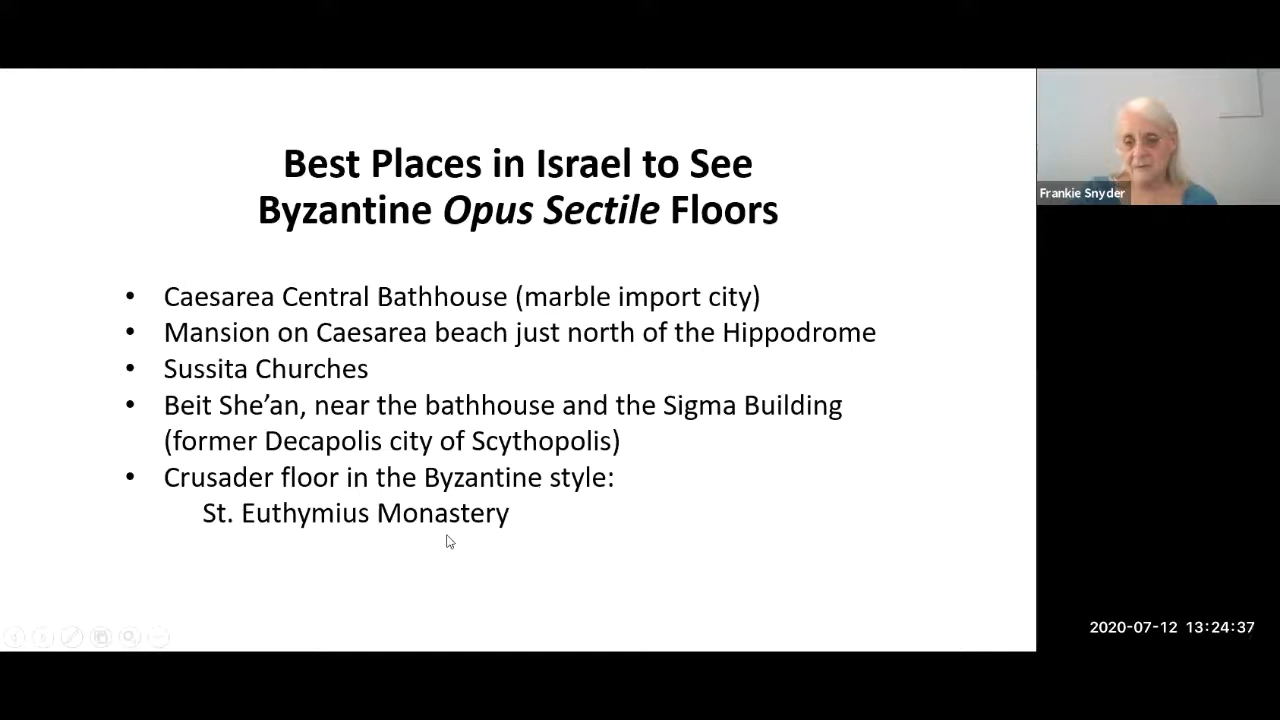 Best Places in Israel to See
Byzantine Opus Sectile Floors
• Caesarea Central Bathhouse (marble import city)
• Mansion on Caesarea beach just north of the Hippodrome
• Sussita Churches
• Beit She’an, near the bathhouse and the Sigma Building
(former Decapolis city of Scythopolis)
• Crusader floor in the Byzantine style:
St. Euthymius Monastery
Frankie Snyder
2020-07-12 13:24:37